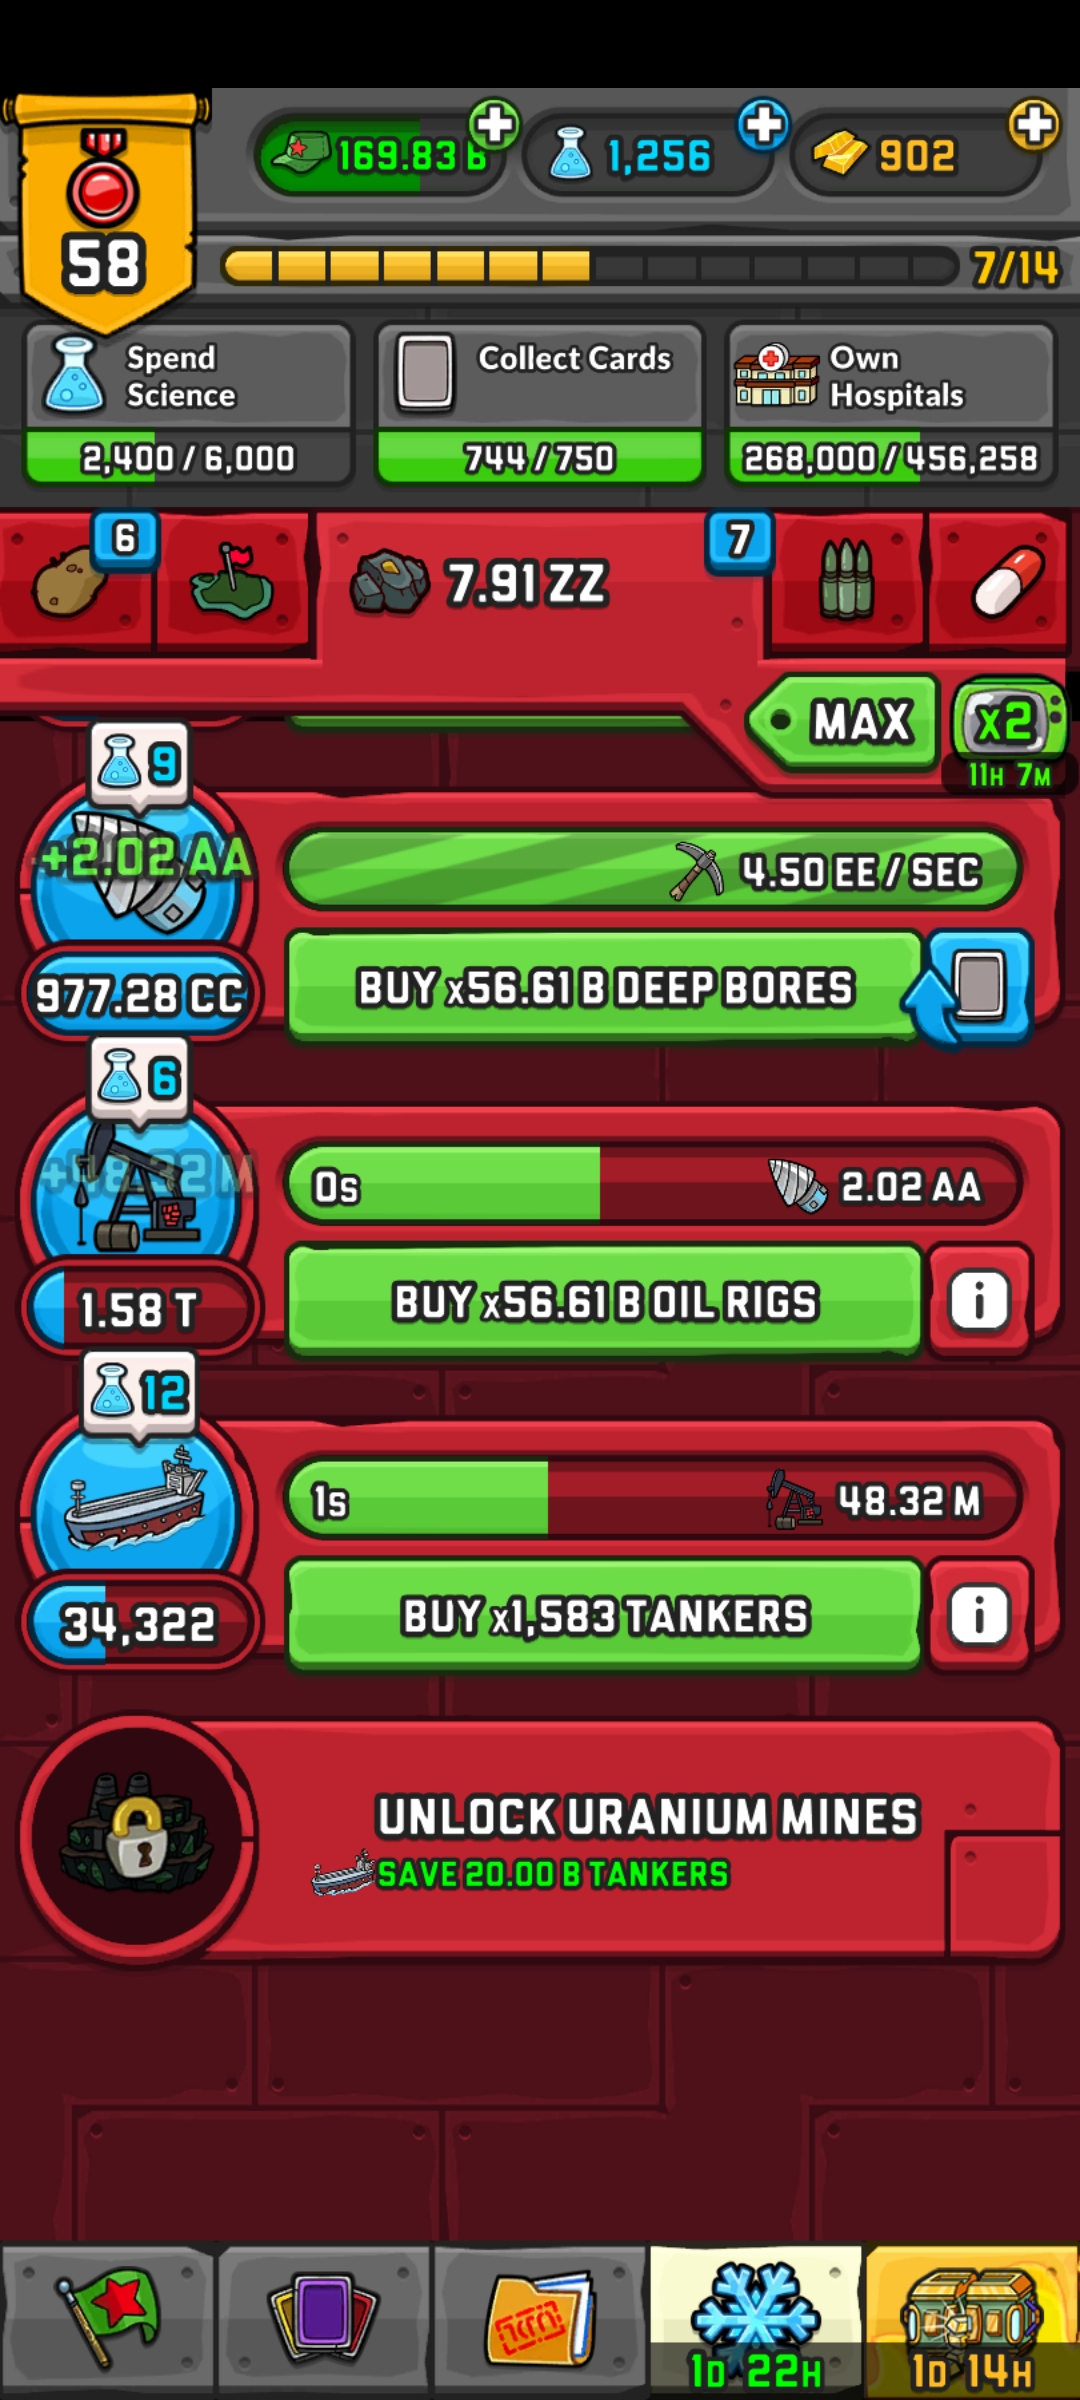 58
169.83 B
1,256
902
7/14
Spend
Science
2,400 / 6,000
Collect Cards
744 / 750
Own
Hospitals
268,000 / 456,258
6
7.91 ZZ
7
MAX
x2
11H 7M
9
+2.02 AA
4.50 EE / SEC
977.28 CC
BUY x56.61 B DEEP BORES
6
+48.32 M
0s
2.02 AA
1.58 T
BUY x56.61 B OIL RIGS
i
12
1s
48.32 M
34,322
BUY x1,583 TANKERS
i
UNLOCK URANIUM MINES
SAVE 20.00 B TANKERS
1D 22H
1D 14H